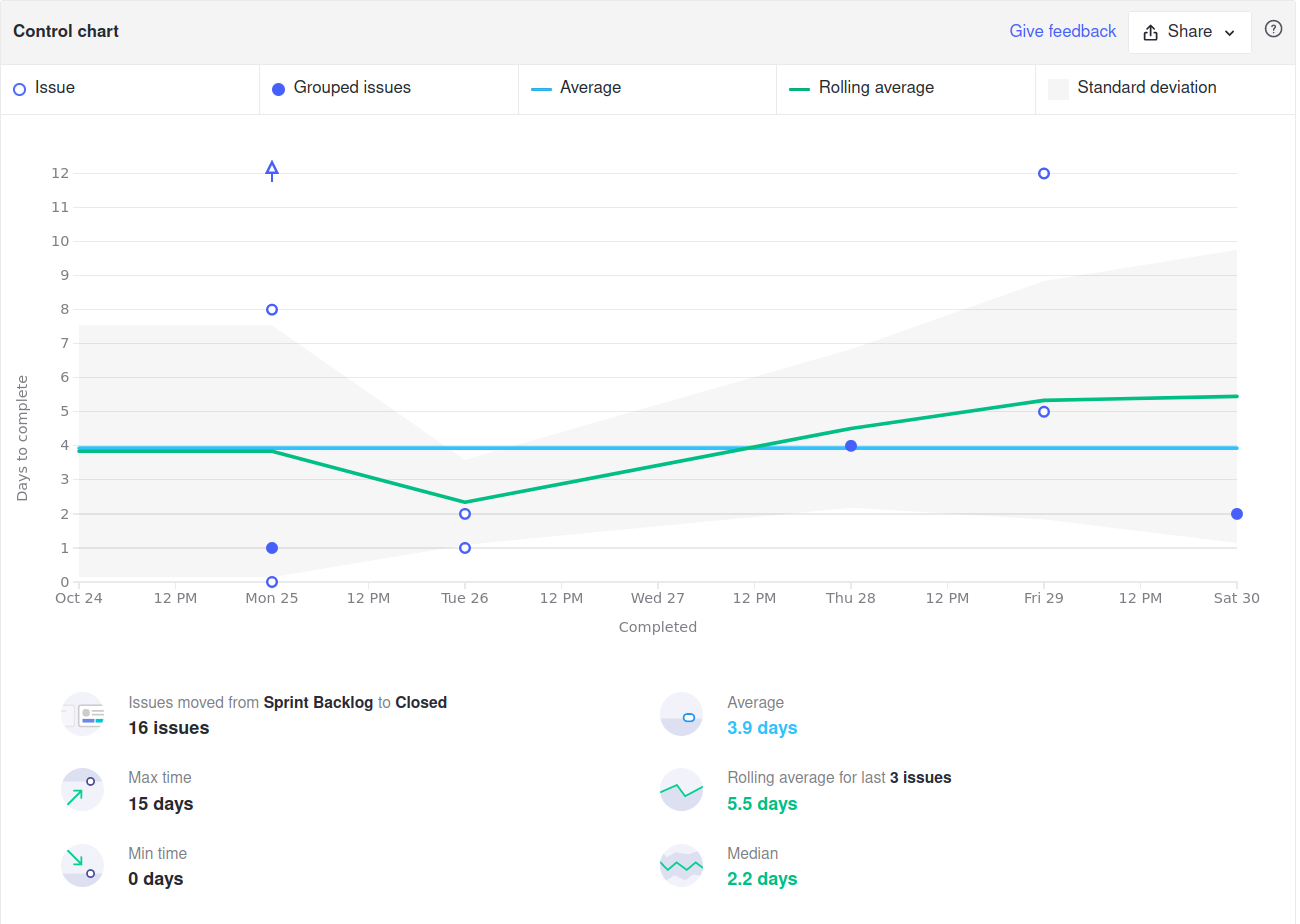 Control chart
Give feedback
Share
?
Issue
Grouped issues
Average
Rolling average
Standard deviation
12
11
10
9
8
7
6
5
4
3
2
1
0
Days to complete
Oct 24 12 PM Mon 25 12 PM Tue 26 12 PM Wed 27 12 PM Thu 28 12 PM Fri 29 12 PM Sat 30
Completed
Issues moved from Sprint Backlog to Closed
16 issues
Average
3.9 days
Max time
15 days
Rolling average for last 3 issues
5.5 days
Min time
0 days
Median
2.2 days